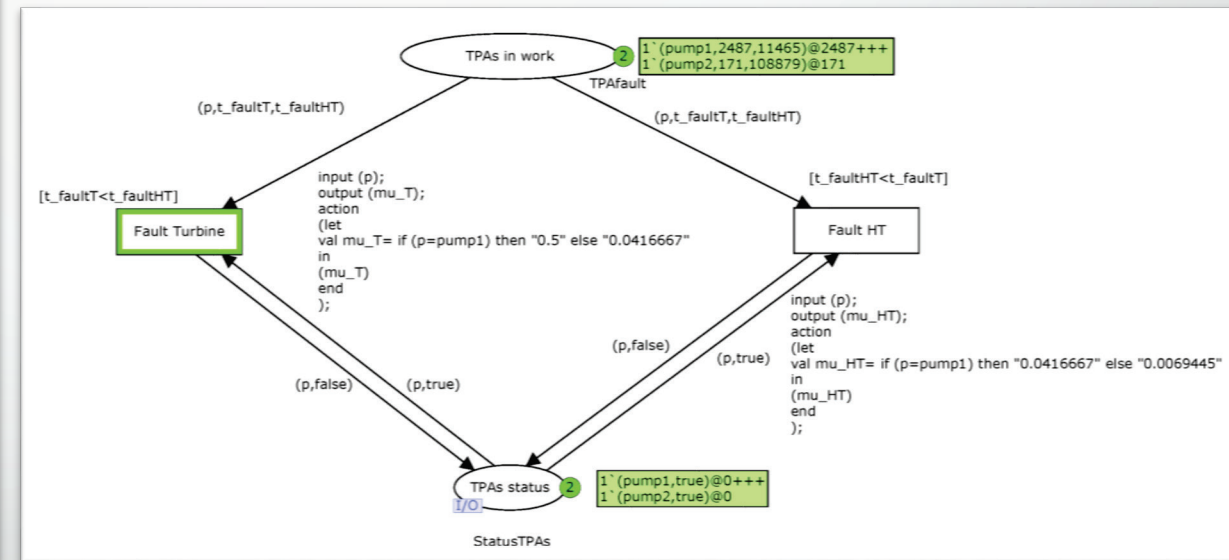 TPAs in work
2
1`(pump1,2487,11465)@2487+++
1`(pump2,171,108879)@171
TPAfault
(p,t_faultT,t_faultHT)
(p,t_faultT,t_faultHT)
[t_faultT<t_faultHT]
Fault Turbine
input (p);
output (mu_T);
action
(let
val mu_T= if (p=pump1) then "0.5" else "0.0416667"
in
(mu_T)
end
);
[t_faultHT<t_faultT]
Fault HT
input (p);
output (mu_HT);
action
(let
val mu_HT= if (p=pump1) then "0.0416667" else "0.0069445"
in
(mu_HT)
end
);
(p,false)
(p,true)
(p,false)
(p,true)
TPAs status
2
I/O
1`(pump1,true)@0+++
1`(pump2,true)@0
StatusTPAs